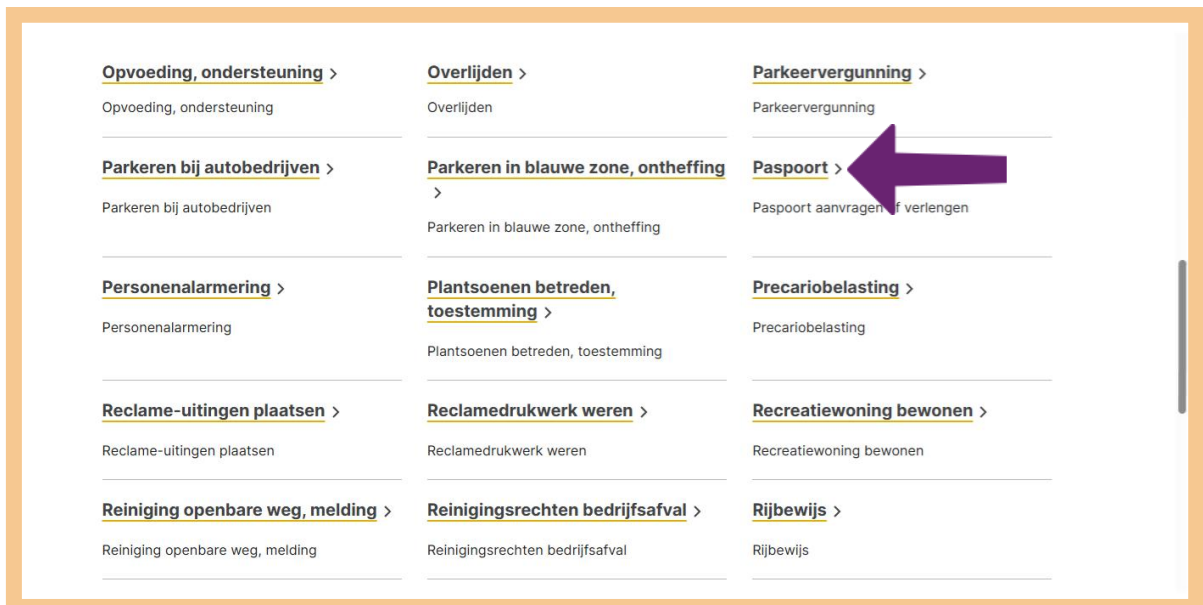 Opvoeding, ondersteuning >
Opvoeding, ondersteuning
Overlijden >
Overlijden
Parkeervergunning >
Parkeervergunning
Parkeren bij autobedrijven >
Parkeren bij autobedrijven
Parkeren in blauwe zone, ontheffing
>
Parkeren in blauwe zone, ontheffing
Paspoort >
Paspoort aanvragen of verlengen
Personenalarmering >
Personenalarmering
Plantsoenen betreden,
toestemming >
Plantsoenen betreden, toestemming
Precariobelasting >
Precariobelasting
Reclame-uitingen plaatsen >
Reclame-uitingen plaatsen
Reclamedrukwerk weren >
Reclamedrukwerk weren
Recreatiewoning bewonen >
Recreatiewoning bewonen
Reiniging openbare weg, melding >
Reiniging openbare weg, melding
Reinigingsrechten bedrijfsafval >
Reinigingsrechten bedrijfsafval
Rijbewijs >
Rijbewijs